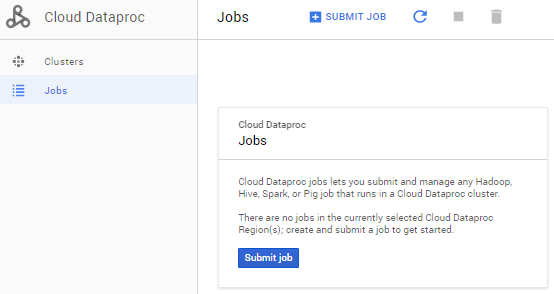 Cloud Dataproc
Jobs
SUBMIT JOB
Clusters
Jobs
Cloud Dataproc
Jobs
Cloud Dataproc jobs lets you submit and manage any Hadoop,
Hive, Spark, or Pig job that runs in a Cloud Dataproc cluster.
There are no jobs in the currently selected Cloud Dataproc
Region(s); create and submit a job to get started.
Submit job